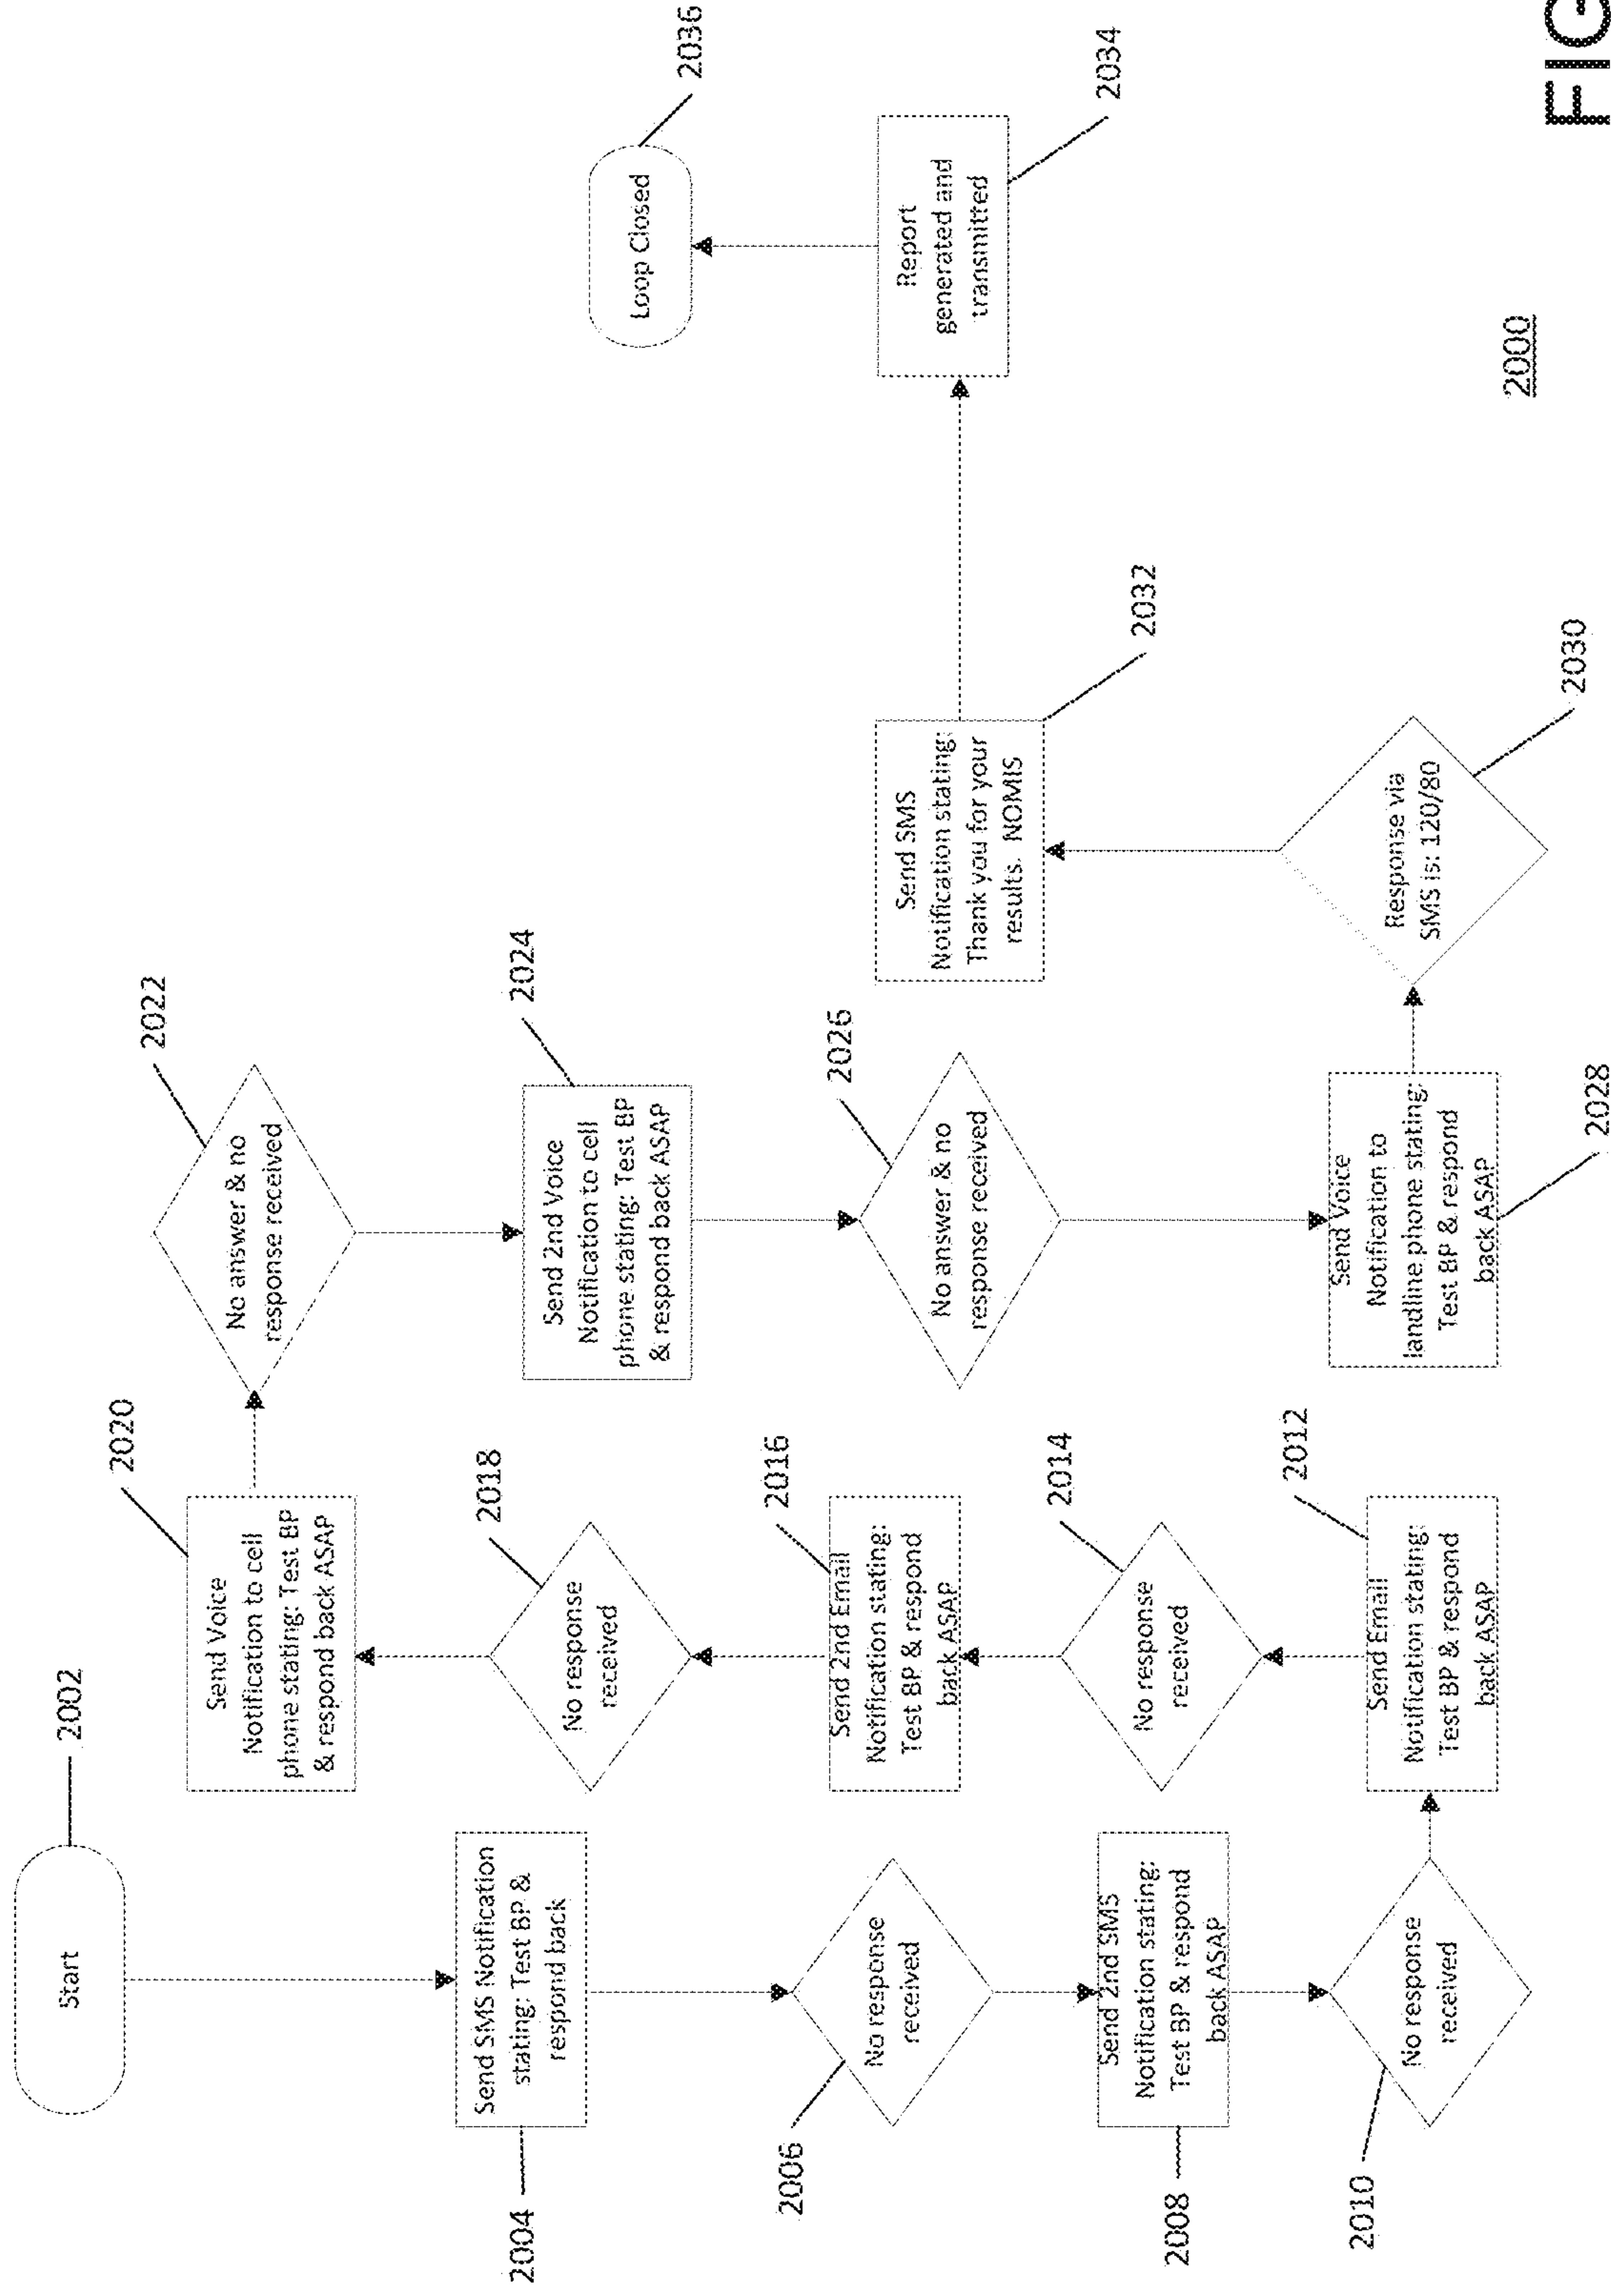 Start
2002
Send SMS Notification
stating: Test BP &
respond back
2004
No response
received
2006
Send 2nd SMS
Notification stating:
Test BP & respond
back ASAP
2008
No response
received
2010
Send Email
Notification stating:
Test BP & respond
back ASAP
2012
No response
received
2014
Send 2nd Email
Notification stating:
Test BP & respond
back ASAP
2016
No response
received
2018
Send Voice
Notification to cell
phone stating: Test BP
& respond back ASAP
2020
No answer & no
response received
2022
Send 2nd Voice
Notification to cell
phone stating: Test BP
& respond back ASAP
2024
No answer & no
response received
2026
Send Voice
Notification to
landline phone stating:
Test BP & respond
back ASAP
2028
Response via
SMS is: 120/80
2030
Send SMS
Notification stating:
Thank you for your
results. NOMIS
2032
Report
generated and
transmitted
2034
Loop Closed
2036
2000
FIG